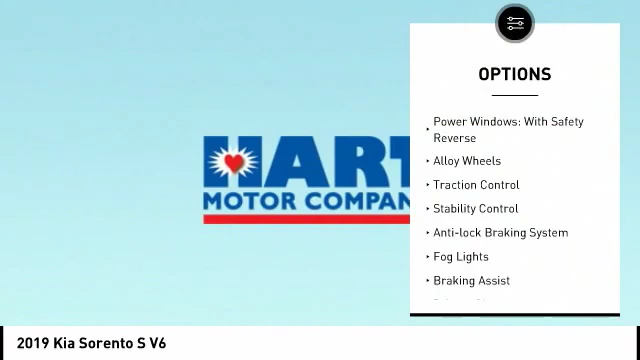 OPTIONS
Power Windows: With Safety
Reverse
Alloy Wheels
Traction Control
Stability Control
Anti-lock Braking System
Fog Lights
Braking Assist
HART
MOTOR COMPAN
2019 Kia Sorento S V6